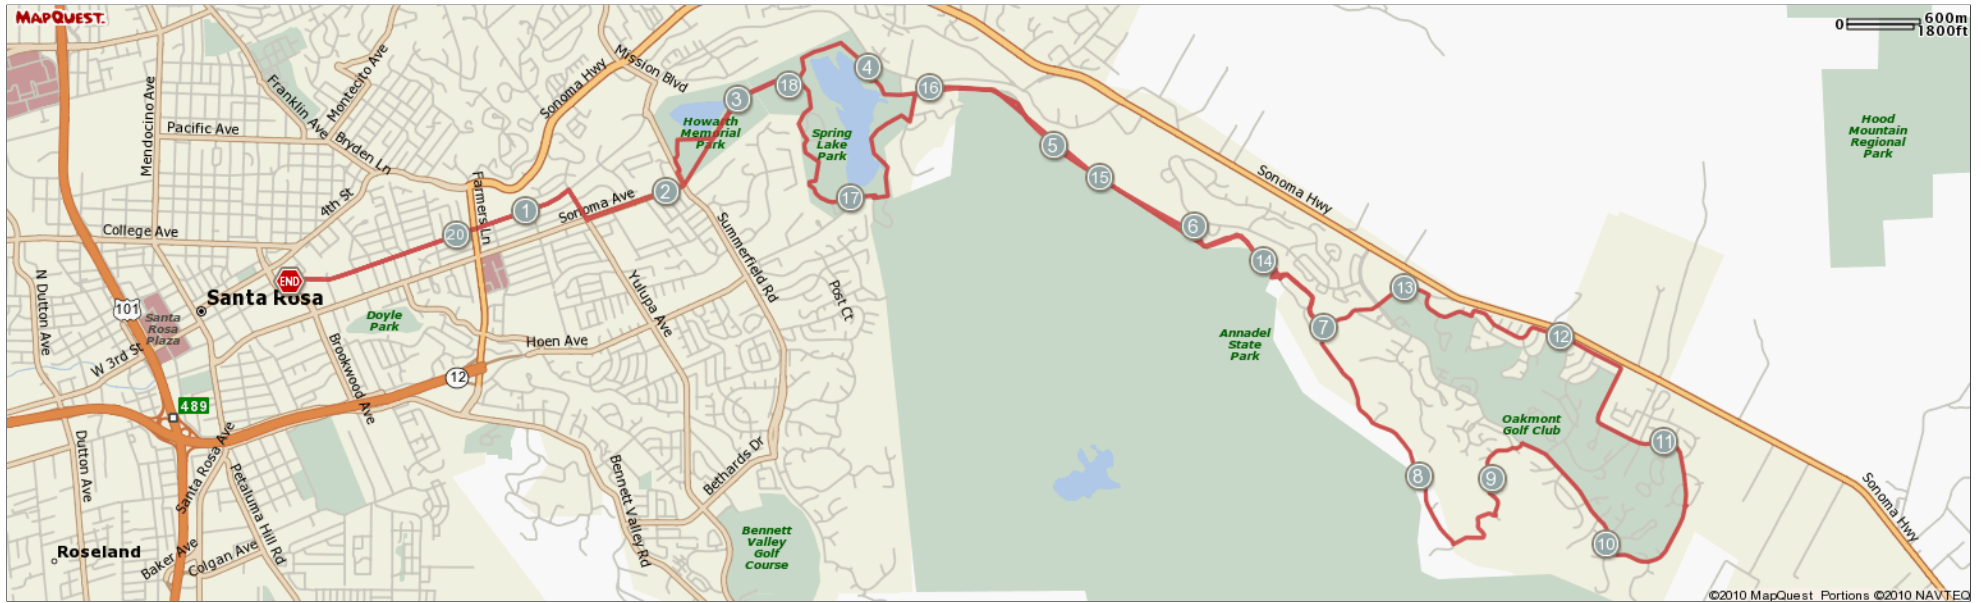 MAPQUEST.
0
600m
1800ft
Mission Blvd
Sonoma Hwy
Montecito Ave
Franklin Ave
Mendocino Ave
Pacific Ave
Bryden Ln
4th St
Farmers Ln
College Ave
N Dutton Ave
Howarth
Memorial
Park
Spring
Lake
Park
18
3
4
16
5
15
6
14
7
13
12
11
10
9
8
17
2
1
20
END
Sonoma Ave
Summerfield Rd
Yulupa Ave
Post Ct
Sonoma Hwy
Hood
Mountain
Regional
Park
Santa Rosa
101
Santa
Rosa
Plaza
W 3rd St
Doyle
Park
Brookwood Ave
Hoen Ave
12
489
Annadel
State
Park
Oakmont
Golf Club
Dutton Ave
Santa Rosa Ave
Petaluma Hill Rd
Bennett Valley Rd
Bethards Dr
Bennett
Valley
Golf
Course
Sonoma Hwy
Roseland
Baker Ave
Colgan Ave
©2010 MapQuest Portions ©2010 NAVTEQ